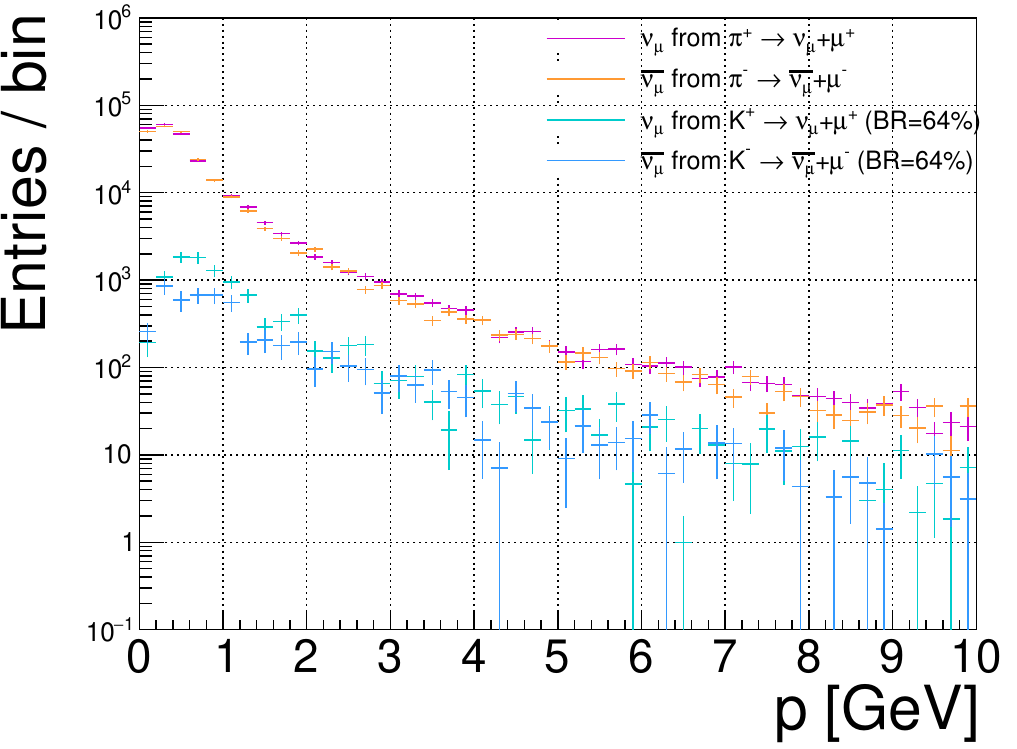 Entries / bin
10⁶
10⁵
10⁴
10³
10²
10
1
10⁻¹
ν_μ from π⁺ → ν_μ+μ⁺
ν̅_μ̅ from π⁻ → ν̅_μ̅+μ⁻
ν_μ from K⁺ → ν_μ+μ⁺ (BR=64%)
ν̅_μ̅ from K⁻ → ν̅_μ̅+μ⁻ (BR=64%)
0 1 2 3 4 5 6 7 8 9 10
p [GeV]